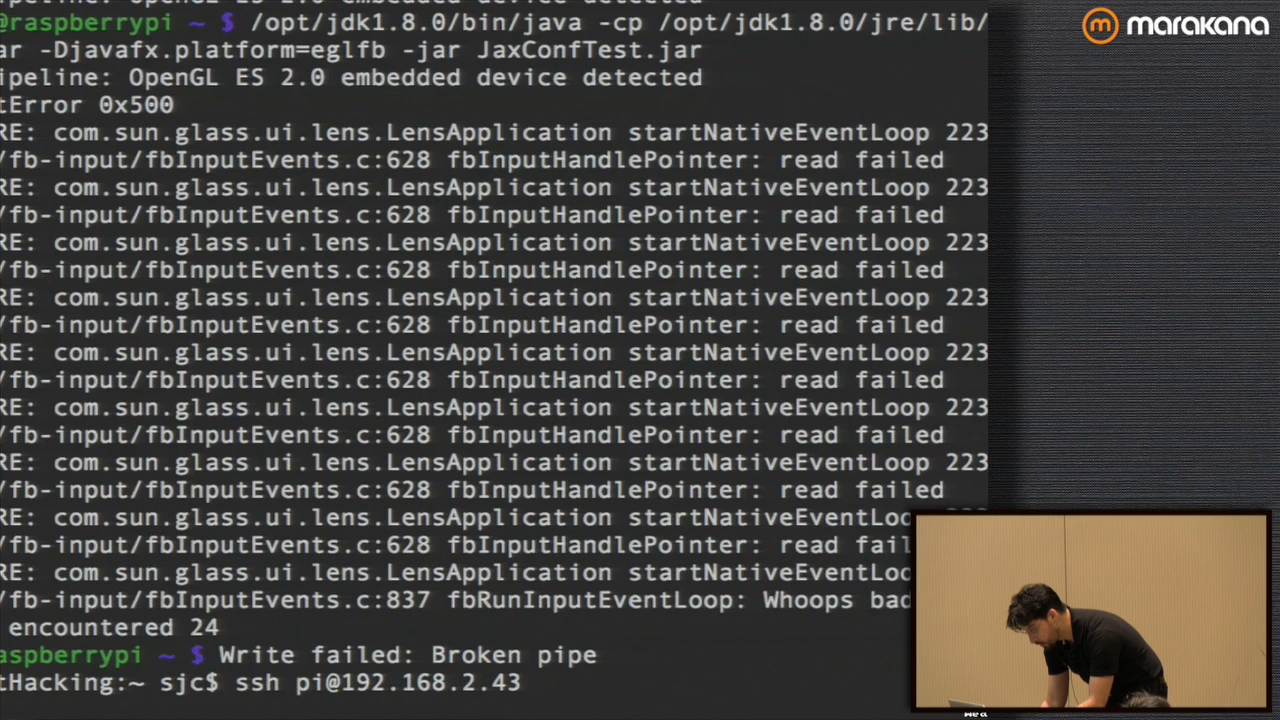 @raspberrypi ~ $ /opt/jdk1.8.0/bin/java -cp /opt/jdk1.8.0/jre/lib/
ar -Djavafx.platform=eglfb -jar JaxConfTest.jar
ipeline: OpenGL ES 2.0 embedded device detected
tError 0x500
RE: com.sun.glass.ui.lens.LensApplication startNativeEventLoop 223
/fb-input/fbInputEvents.c:628 fbInputHandlePointer: read failed
RE: com.sun.glass.ui.lens.LensApplication startNativeEventLoop 223
/fb-input/fbInputEvents.c:628 fbInputHandlePointer: read failed
RE: com.sun.glass.ui.lens.LensApplication startNativeEventLoop 223
/fb-input/fbInputEvents.c:628 fbInputHandlePointer: read failed
RE: com.sun.glass.ui.lens.LensApplication startNativeEventLoop 223
/fb-input/fbInputEvents.c:628 fbInputHandlePointer: read failed
RE: com.sun.glass.ui.lens.LensApplication startNativeEventLoop 223
/fb-input/fbInputEvents.c:628 fbInputHandlePointer: read failed
RE: com.sun.glass.ui.lens.LensApplication startNativeEventLoop 223
/fb-input/fbInputEvents.c:628 fbInputHandlePointer: read failed
RE: com.sun.glass.ui.lens.LensApplication startNativeEventLoop 223
/fb-input/fbInputEvents.c:628 fbInputHandlePointer: read failed
RE: com.sun.glass.ui.lens.LensApplication startNativeEventLoo
/fb-input/fbInputEvents.c:628 fbInputHandlePointer: read fail
RE: com.sun.glass.ui.lens.LensApplication startNativeEventLoo
/fb-input/fbInputEvents.c:837 fbRunInputEventLoop: Whoops bad
encountered 24
aspberrypi ~ $ Write failed: Broken pipe
tHacking:~ sjc$ ssh pi@192.168.2.43
m marakana